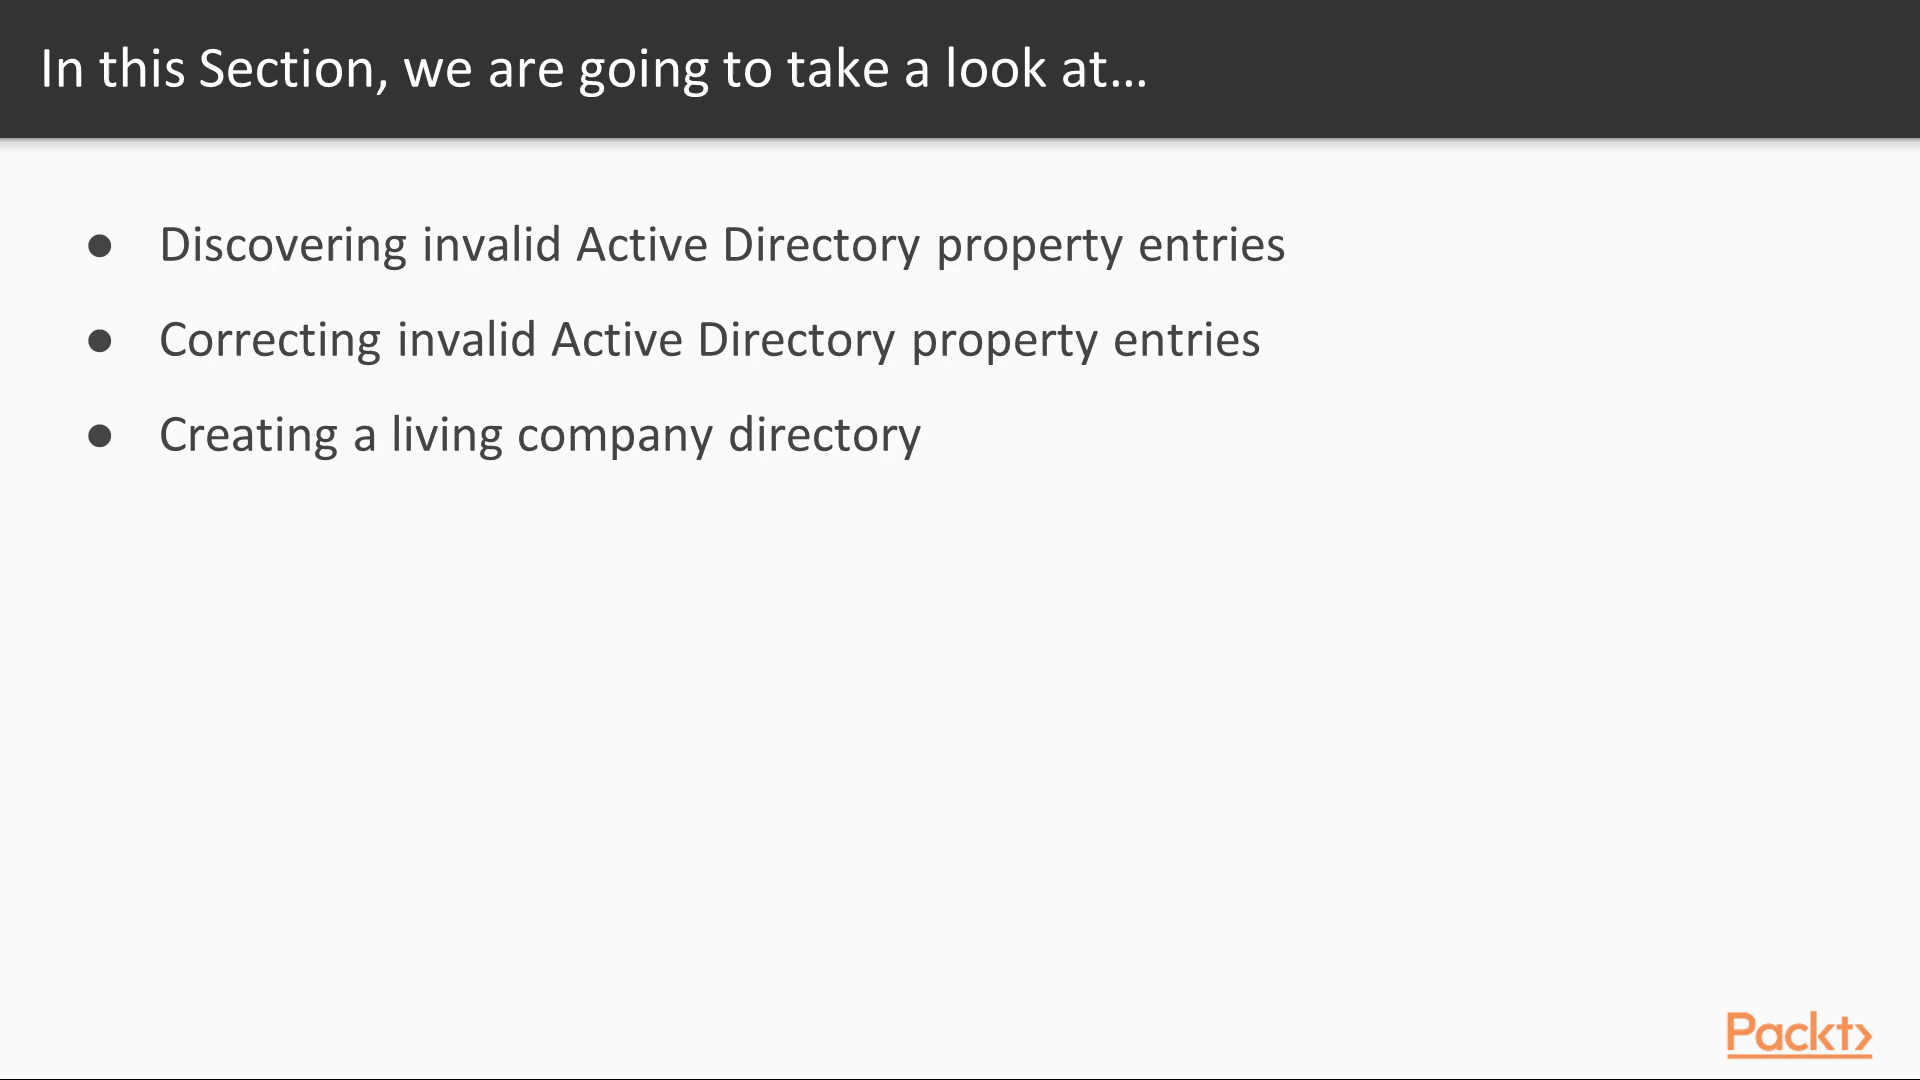 In this Section, we are going to take a look at...
● Discovering invalid Active Directory property entries
● Correcting invalid Active Directory property entries
● Creating a living company directory
Packt>